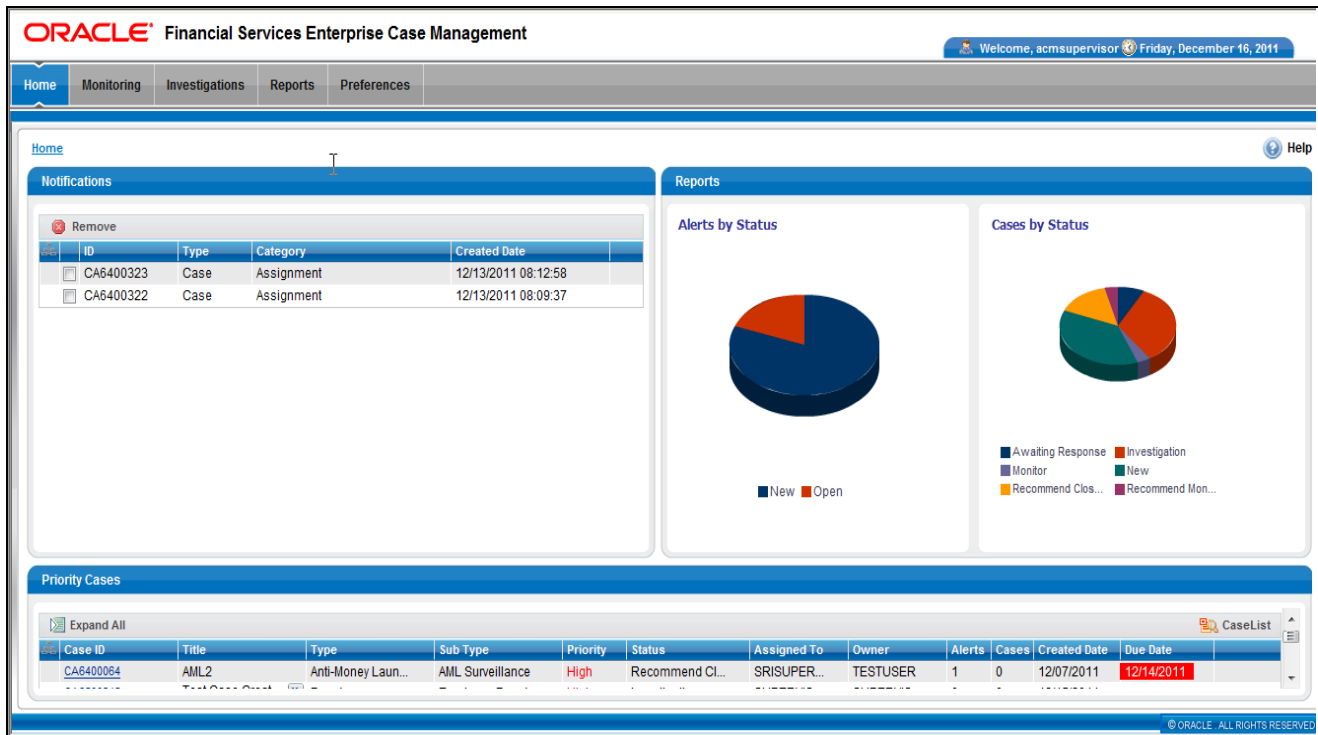 ORACLE Financial Services Enterprise Case Management
Welcome, acmsupervisor Friday, December 16, 2011
Home Monitoring Investigations Reports Preferences
Home
Help
Notifications
Remove
ID Type Category Created Date
CA6400323 Case Assignment 12/13/2011 08:12:58
CA6400322 Case Assignment 12/13/2011 08:09:37
Reports
Alerts by Status
New Open
Cases by Status
Awaiting Response Investigation
Monitor New
Recommend Clos... Recommend Mon...
Priority Cases
Expand All
CaseList
Case ID Title Type Sub Type Priority Status Assigned To Owner Alerts Cases Created Date Due Date
CA6400064 AML2 Anti-Money Laun... AML Surveillance High Recommend Cl... SRISUPER... TESTUSER 1 0 12/07/2011 12/14/2011
© ORACLE . ALL RIGHTS RESERVED